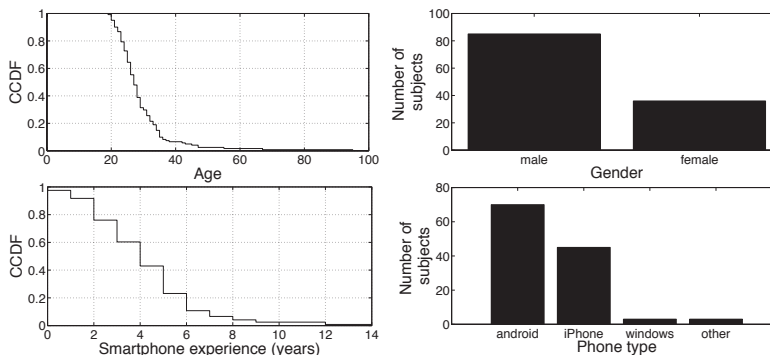 1
0.8
0.6
0.4
0.2
0
CCDF
0 20 40 60 80 100
Age
100
80
60
40
20
0
Number of
subjects
male female
Gender
1
0.8
0.6
0.4
0.2
0
CCDF
0 2 4 6 8 10 12 14
Smartphone experience (years)
80
60
40
20
0
Number of
subjects
android iPhone windows other
Phone type